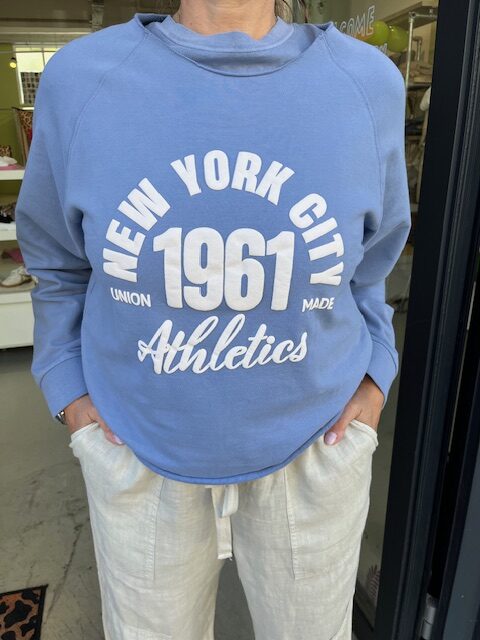 NEW YORK CITY
1961
UNION MADE
Athletics